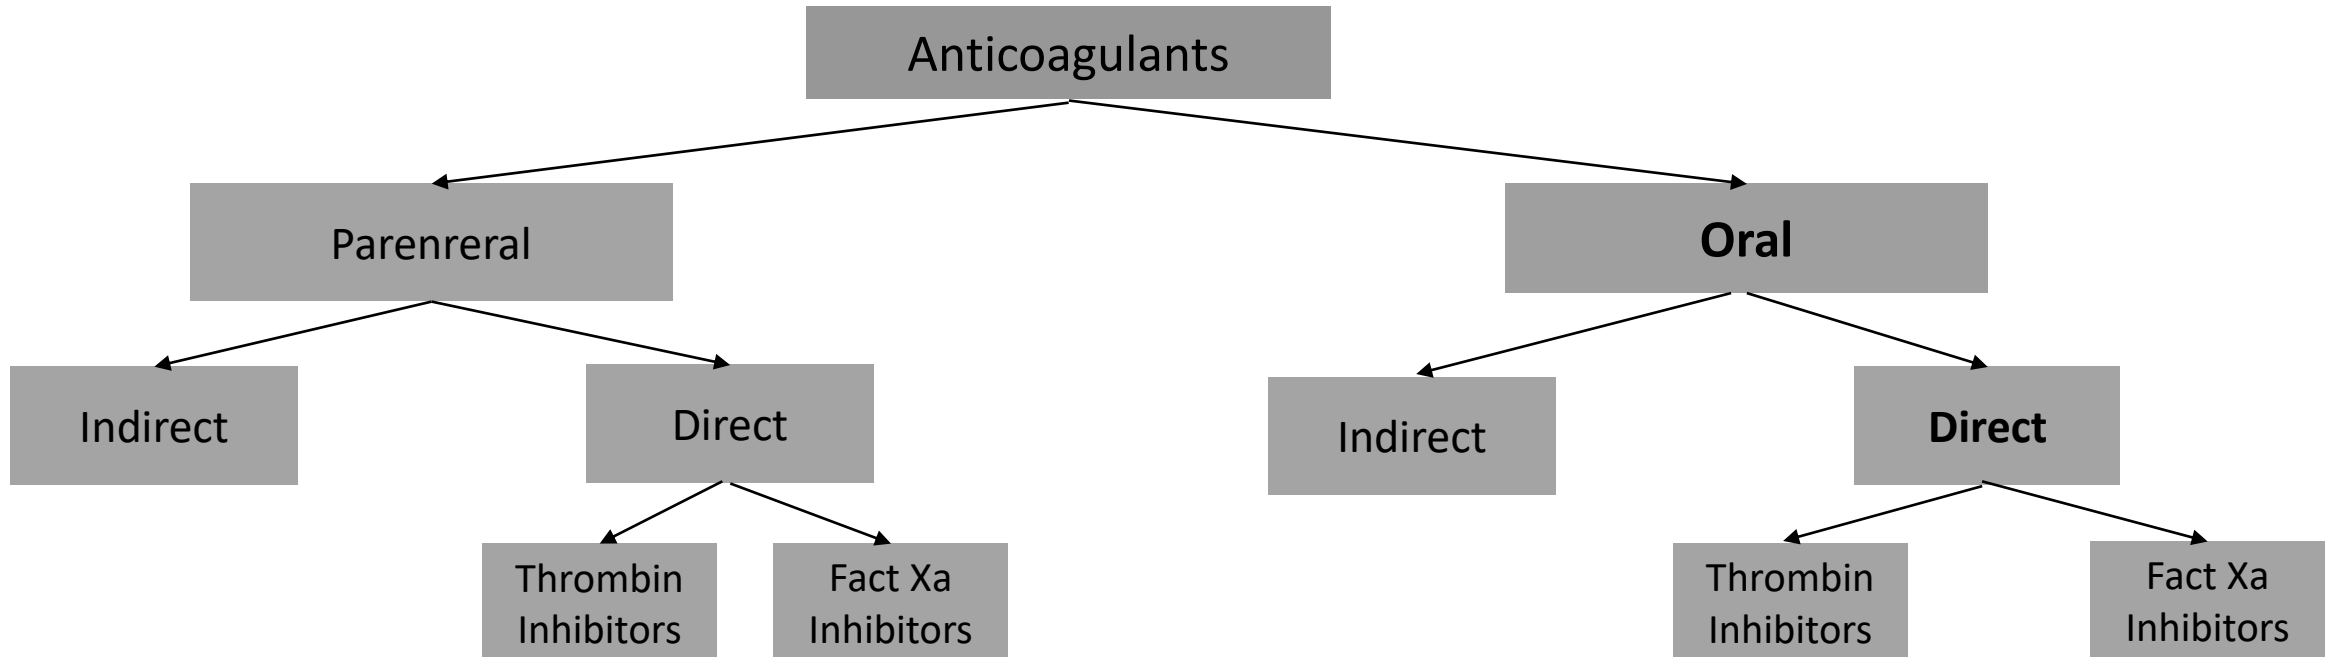 Anticoagulants
Parenreral
Oral
Indirect
Direct
Indirect
Direct
Thrombin
Inhibitors
Fact Xa
Inhibitors
Thrombin
Inhibitors
Fact Xa
Inhibitors